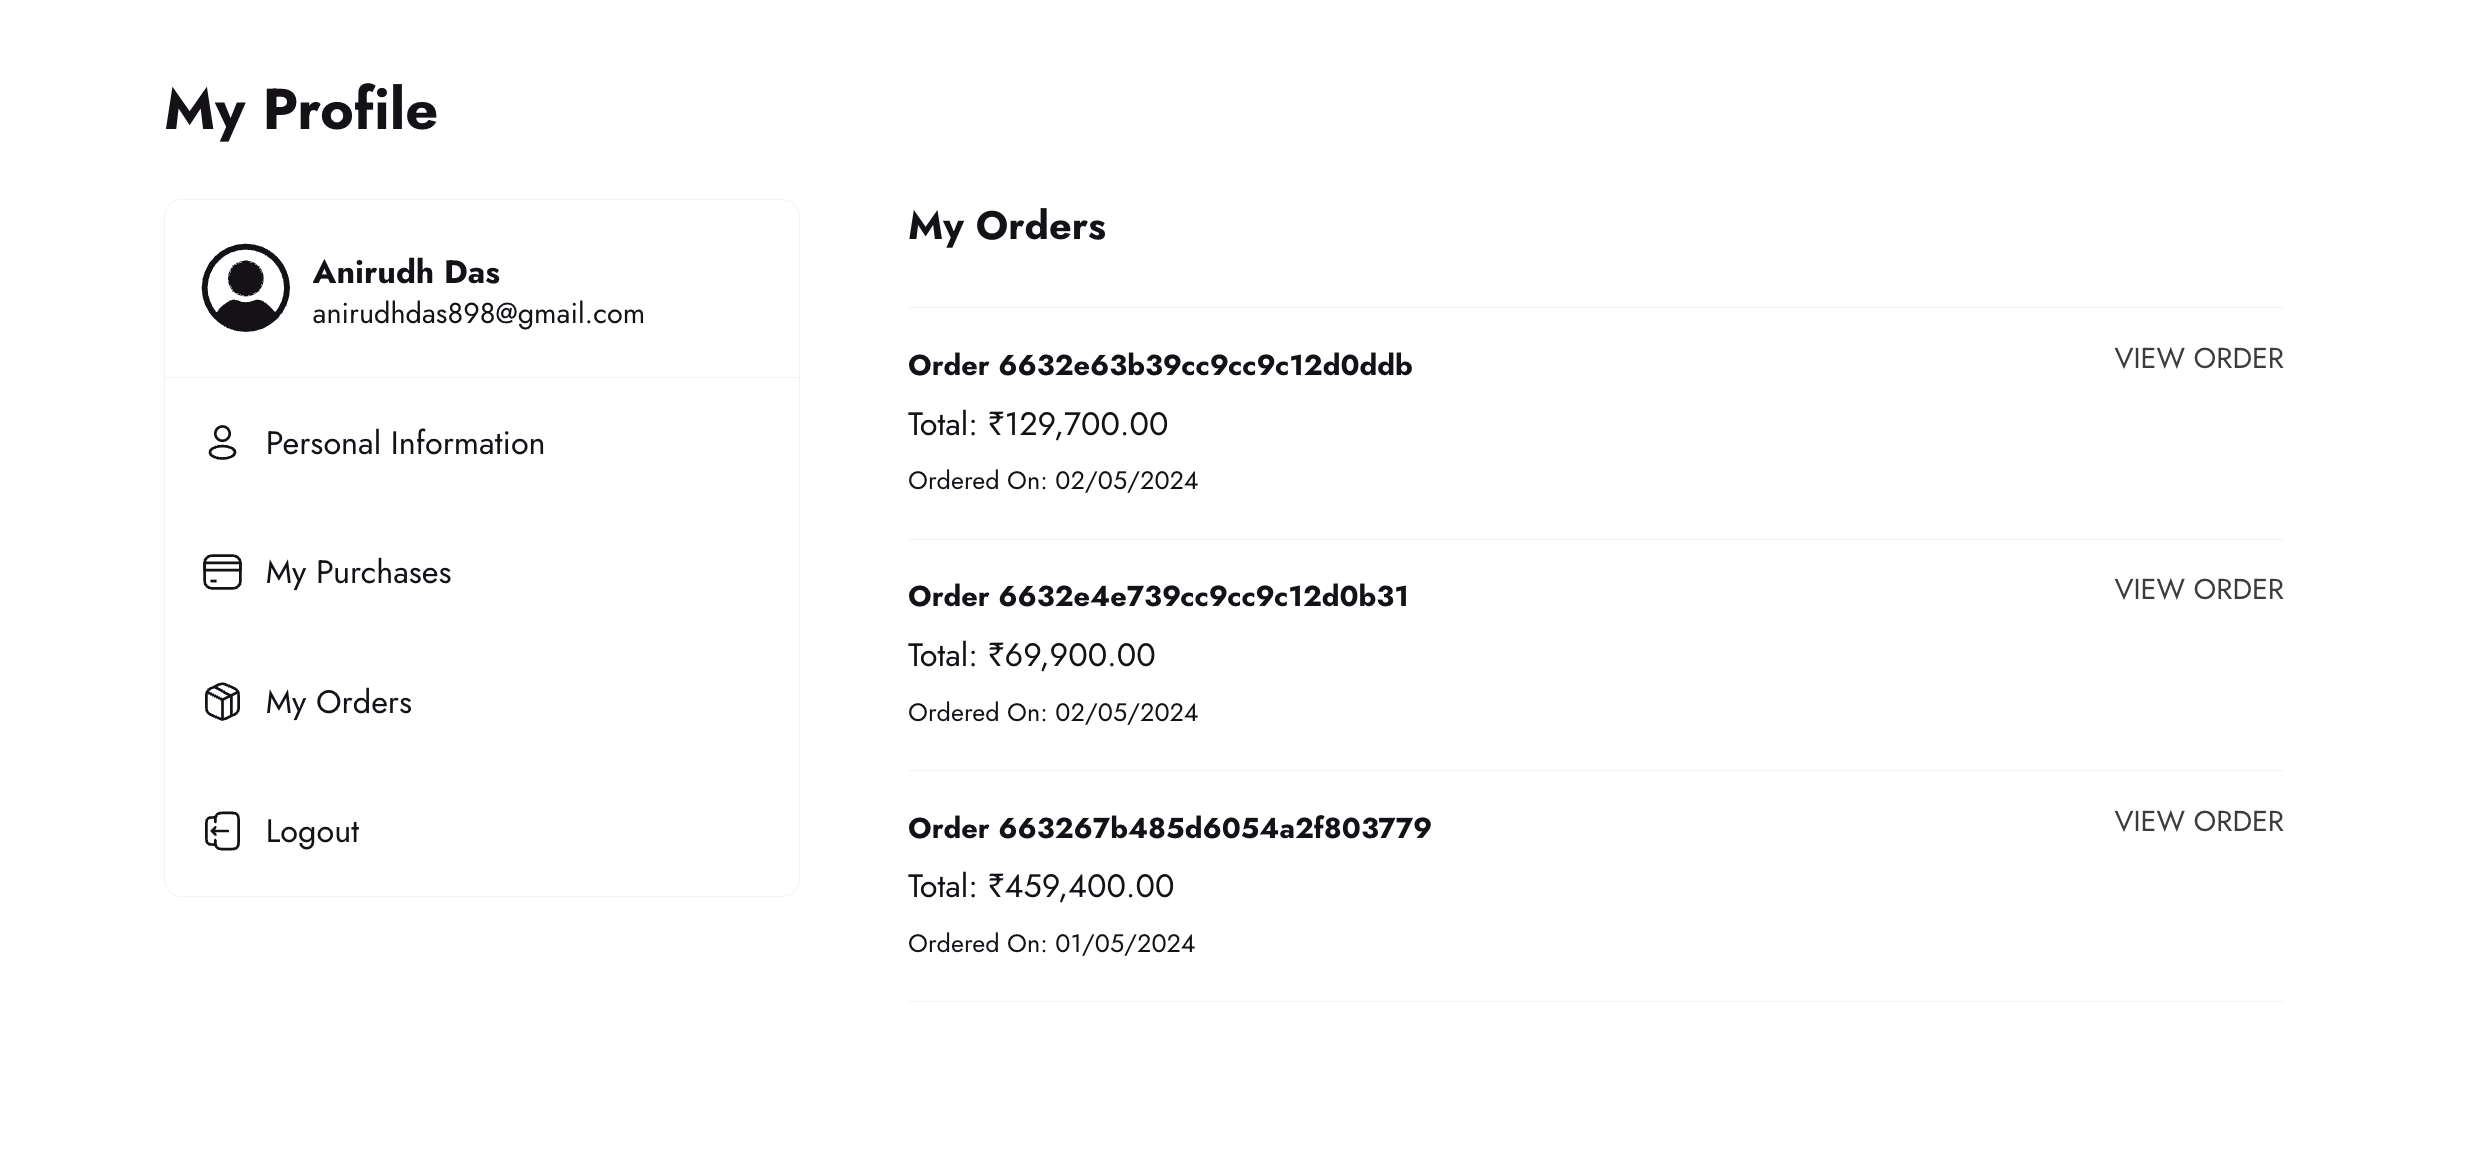 My Profile
Anirudh Das
anirudhdas898@gmail.com
Personal Information
My Purchases
My Orders
Logout
My Orders
Order 6632e63b39cc9cc9c12d0ddb
VIEW ORDER
Total: ₹129,700.00
Ordered On: 02/05/2024
Order 6632e4e739cc9cc9c12d0b31
VIEW ORDER
Total: ₹69,900.00
Ordered On: 02/05/2024
Order 663267b485d6054a2f803779
VIEW ORDER
Total: ₹459,400.00
Ordered On: 01/05/2024